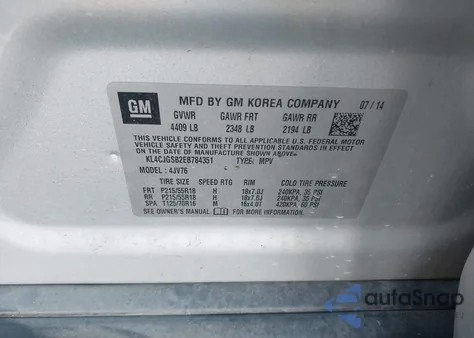 GM
MFD BY GM KOREA COMPANY 07/14
GVWR GAWR FRT GAWR RR
4409 LB 2348 LB 2194 LB
THIS VEHICLE CONFORMS TO ALL APPLICABLE U.S. FEDERAL MOTOR
VEHICLE SAFETY AND THEFT PREVENTION STANDARDS IN EFFECT ON
THE DATE OF MANUFACTURE SHOWN ABOVE.
KL4CJGSB2EB784351 TYPE: MPV
MODEL : 4JV76
TIRE SIZE RIM COLD TIRE PRESSURE
FRT P215/55R18 H 18x7.0J 240KPA, 35 PSI
RR P215/55R18 H 18x7.0J 240KPA, 35 PSI
SPA T125/70R16 M 16x4.0T 420KPA, 60 PSI
SEE OWNER'S MANUAL FOR MORE INFORMATION.
autoSnap